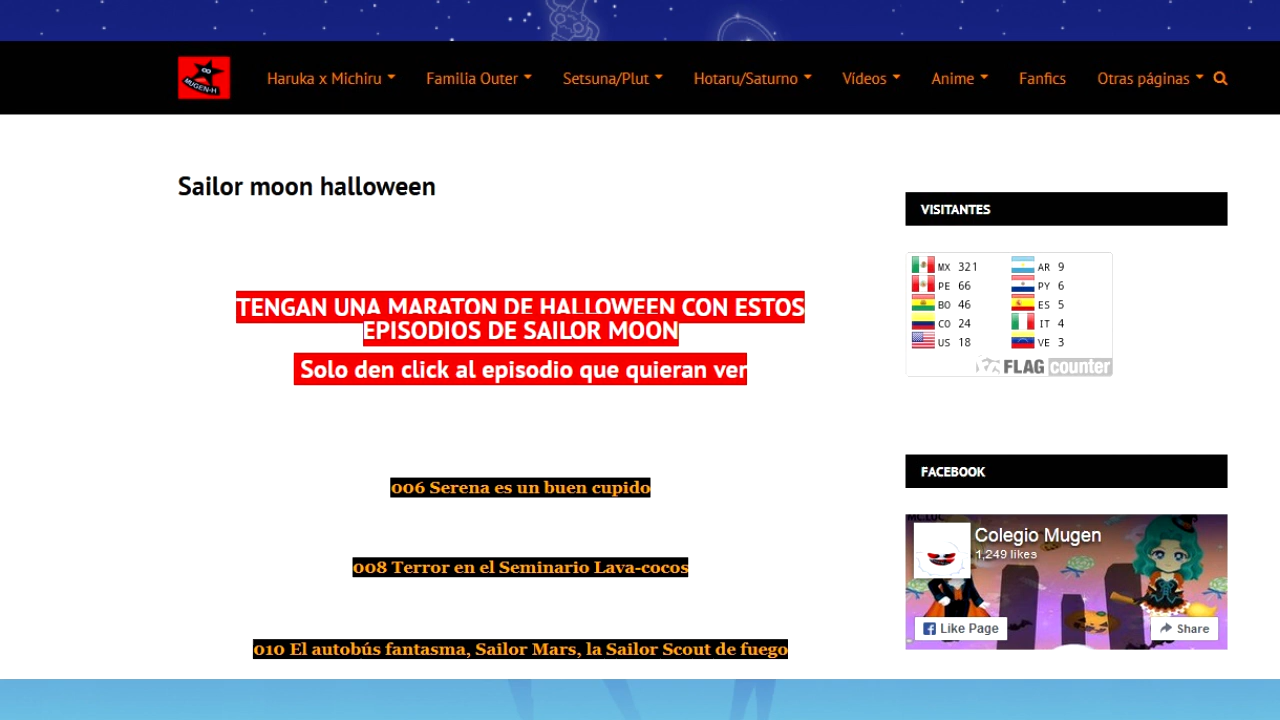 MUGEN-H
Haruka x Michiru
Familia Outer
Setsuna/Plut
Hotaru/Saturno
Vídeos
Anime
Fanfics
Otras páginas
Sailor moon halloween
TENGAN UNA MARATON DE HALLOWEEN CON ESTOS
EPISODIOS DE SAILOR MOON
Solo den click al episodio que quieran ver
006 Serena es un buen cupido
008 Terror en el Seminario Lava-cocos
010 El autobús fantasma, Sailor Mars, la Sailor Scout de fuego
VISITANTES
MX 321 AR 9
PE 66 PY 6
BO 46 ES 5
CO 24 IT 4
US 18 VE 3
FLAG counter
FACEBOOK
Colegio Mugen
1,249 likes
Like Page
Share